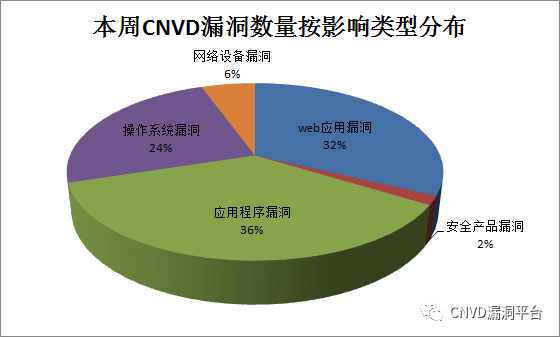 本周CNVD漏洞数量按影响类型分布
网络设备漏洞
6%
操作系统漏洞
24%
web应用漏洞
32%
应用程序漏洞
36%
安全产品漏洞
2%
CNVD漏洞平台